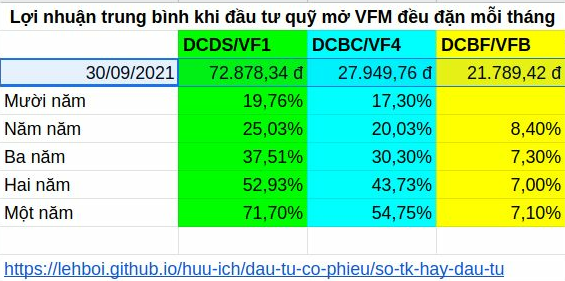 Lợi nhuận trung bình khi đầu tư quỹ mở VFM đều đặn mỗi tháng
DCDS/VF1 DCBC/VF4 DCBF/VFB
30/09/2021 72.878,34 đ 27.949,76 đ 21.789,42 đ
Mười năm 19,76% 17,30%
Năm năm 25,03% 20,03% 8,40%
Ba năm 37,51% 30,30% 7,30%
Hai năm 52,93% 43,73% 7,00%
Một năm 71,70% 54,75% 7,10%
https://lehboi.github.io/huu-ich/dau-tu-co-phieu/so-tk-hay-dau-tu